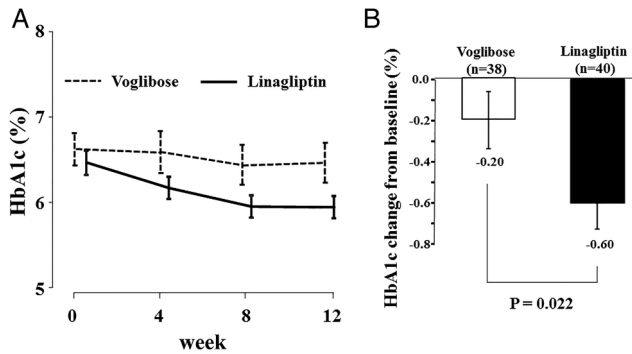 A
8
7
6
5
HbA1c (%)
Voglibose
Linagliptin
0
4
8
12
week
B
Voglibose
(n=38)
Linagliptin
(n=40)
HbA1c change from baseline (%)
0.0
-0.2
-0.4
-0.6
-0.8
-0.20
-0.60
P = 0.022